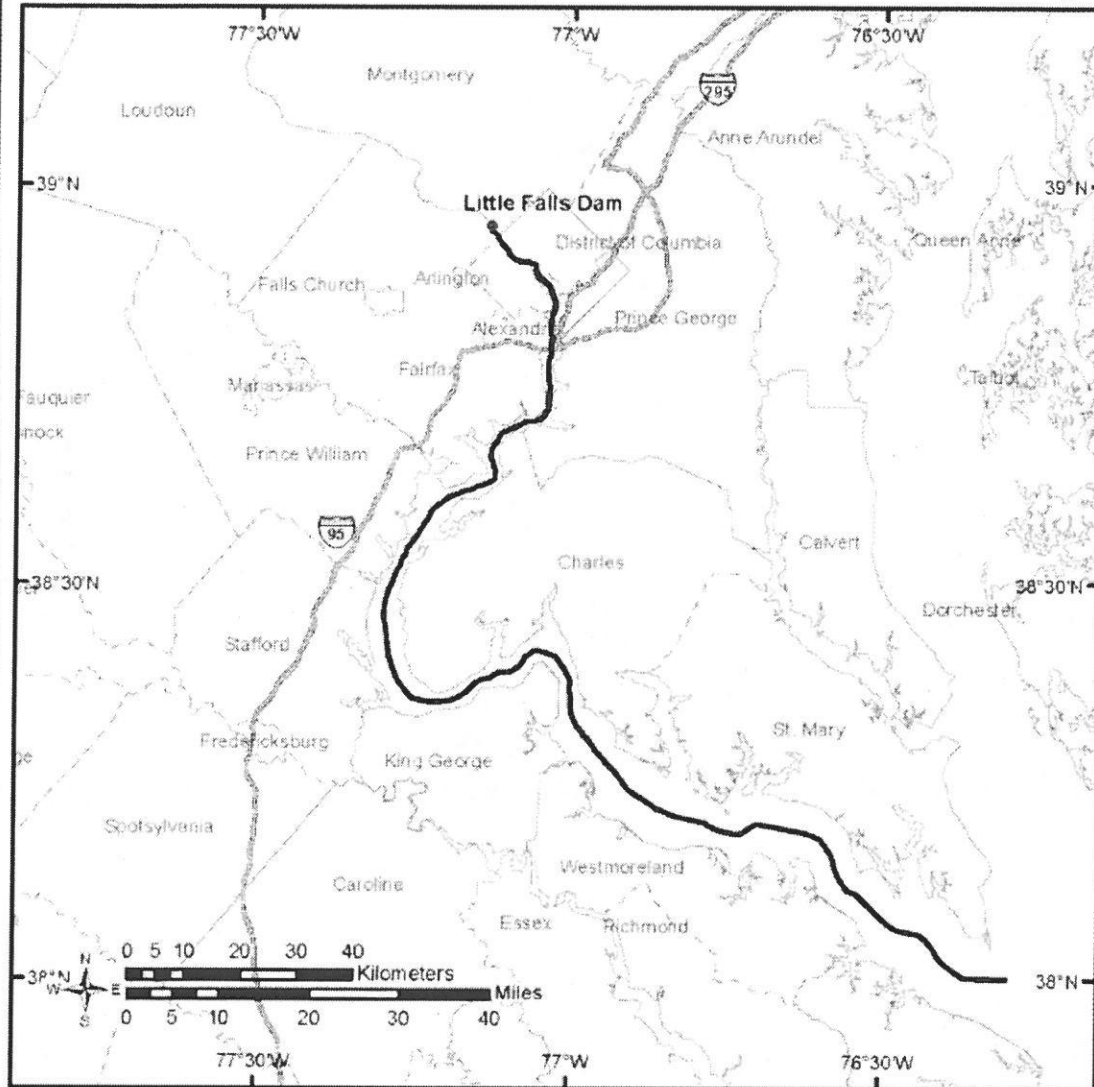 77°30'W 77°W 76°30'W
Montgomery
295
Loudoun
Anne Arundel
39°N 39°N
Little Falls Dam
District of Columbia Queen Anne
Falls Church Arlington
Alexandri Prince George
Fairfax
Manassas Talbot
Fauquier
nock
Prince William
95
Calvert
Charles
38°30'N 38°30'N
Dorchester
Stafford
St. Mary
Fredericksburg
King George
Spotsylvania
Westmoreland
Caroline
Essex Richmond
0 5 10 20 30 40
Kilometers
N
W E
S
38°N 38°N
Miles
0 5 10 20 30 40
77°30'W 77°W 76°30'W